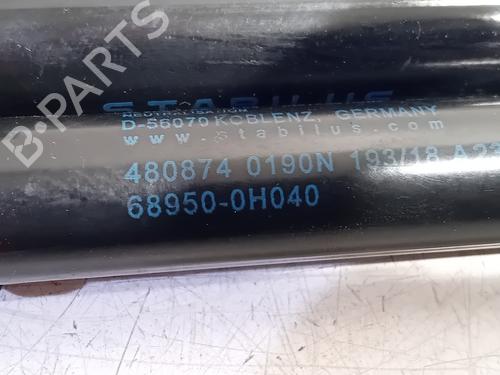 B-PARTS
STABILUS
D-56070 KOBLENZ, GERMANY
www.stabilus.com
480874 0190N 193/18 A
68950-0H040